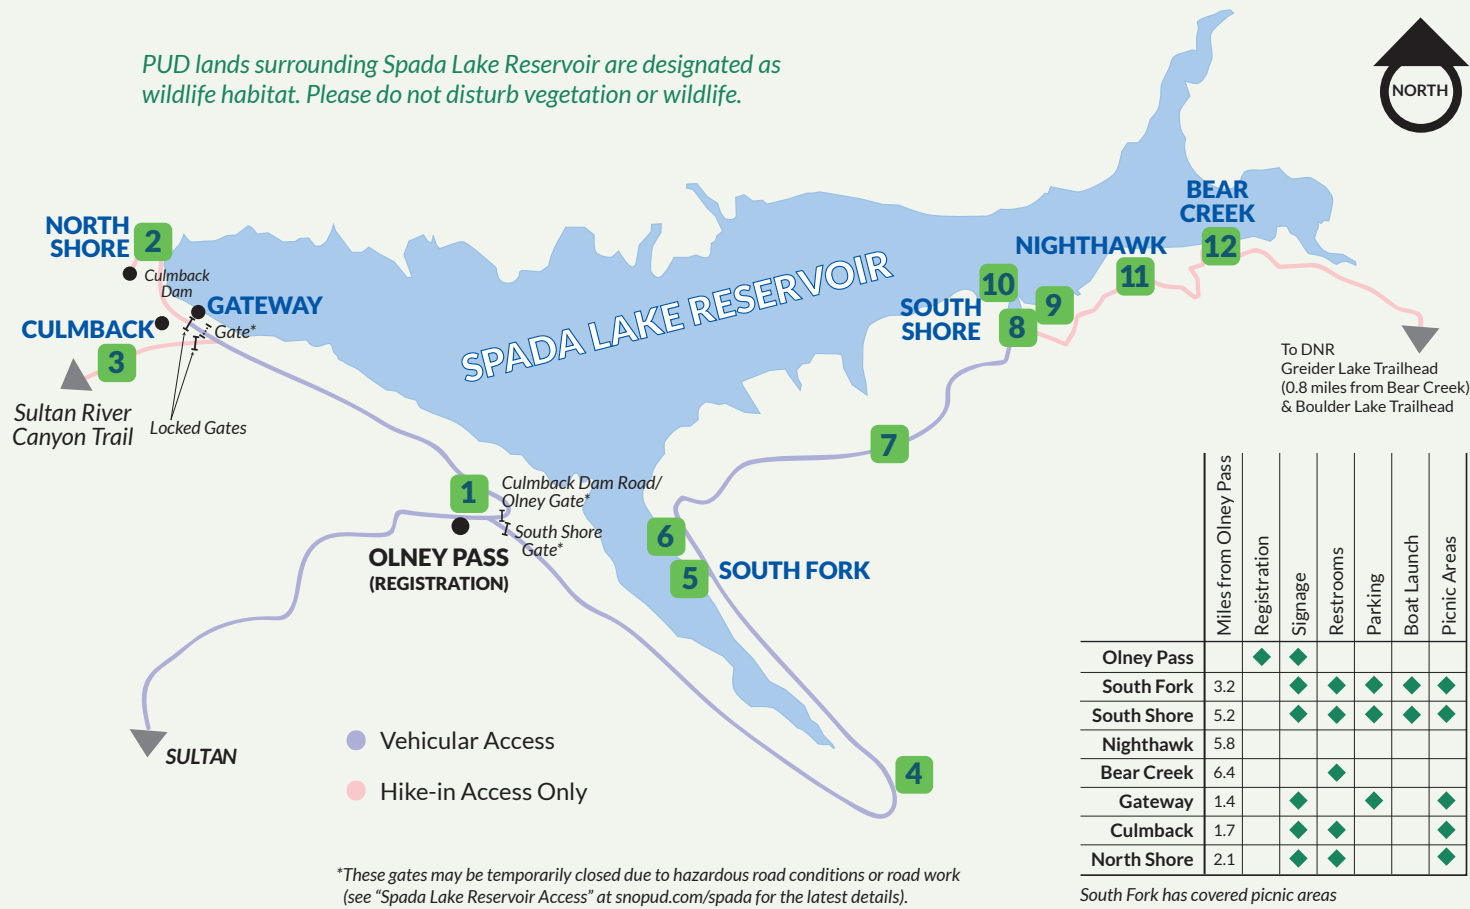 PUD lands surrounding Spada Lake Reservoir are designated as
wildlife habitat. Please do not disturb vegetation or wildlife.
NORTH
NORTH
SHORE
2
Culmback
Dam
GATEWAY
Gate*
CULMBACK
3
Sultan River
Canyon Trail
Locked Gates
SPADA LAKE RESERVOIR
BEAR
CREEK
12
NIGHTHAWK
11
10
9
SOUTH
SHORE
8
To DNR
Greider Lake Trailhead
(0.8 miles from Bear Creek)
& Boulder Lake Trailhead
7
1
Culmback Dam Road/
Olney Gate*
South Shore
Gate*
OLNEY PASS
(REGISTRATION)
6
5
SOUTH FORK
4
SULTAN
Vehicular Access
Hike-in Access Only
*These gates may be temporarily closed due to hazardous road conditions or road work
(see “Spada Lake Reservoir Access” at snopud.com/spada for the latest details).
Miles from Olney Pass
Registration
Signage
Restrooms
Parking
Boat Launch
Picnic Areas
Olney Pass
South Fork 3.2
South Shore 5.2
Nighthawk 5.8
Bear Creek 6.4
Gateway 1.4
Culmback 1.7
North Shore 2.1
South Fork has covered picnic areas